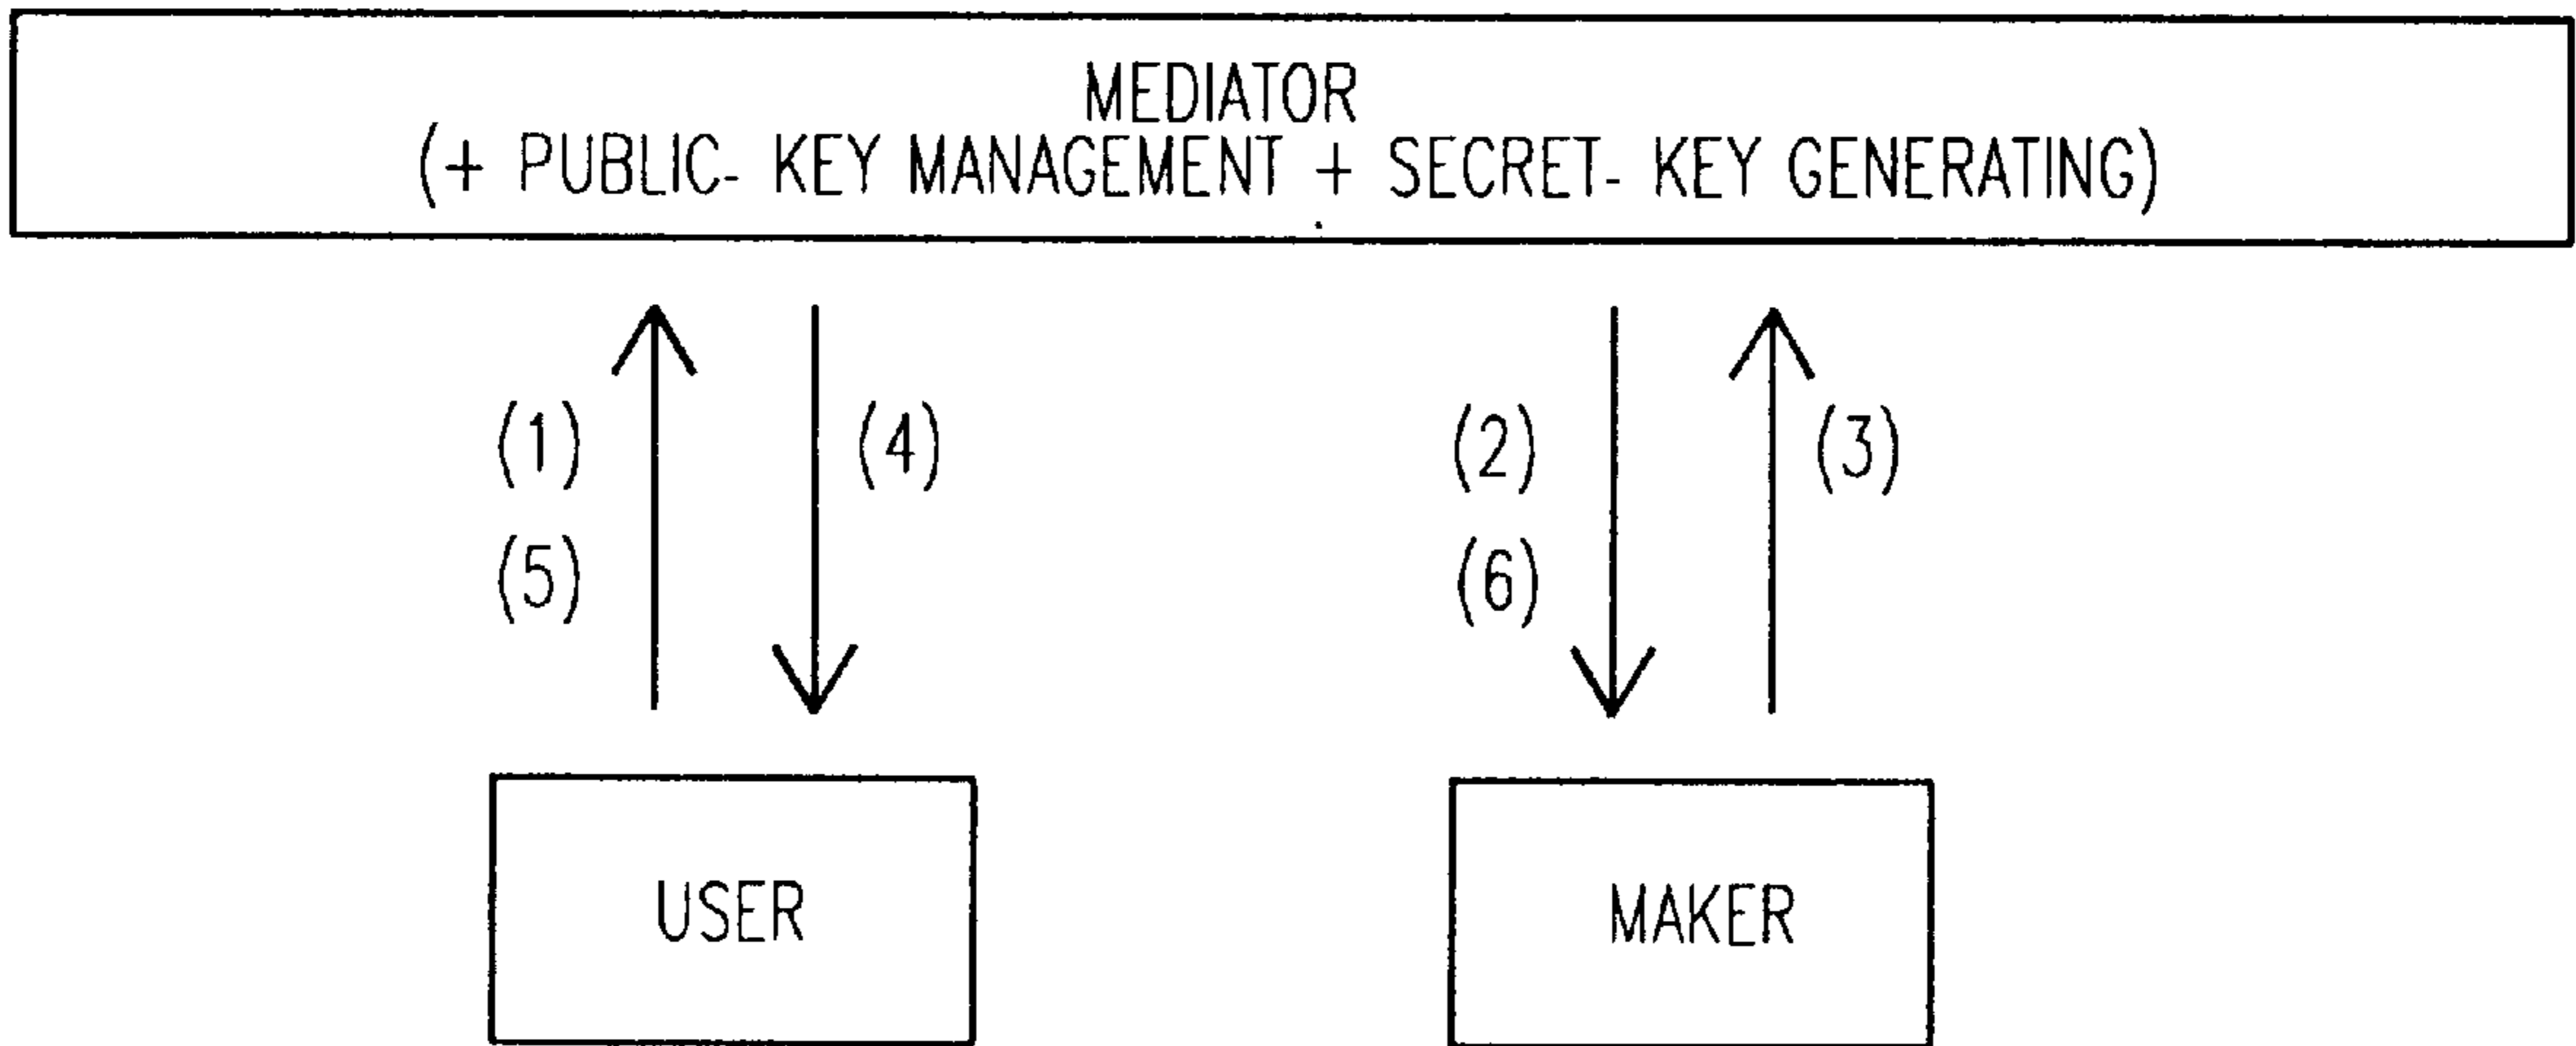 MEDIATOR
(+ PUBLIC- KEY MANAGEMENT + SECRET- KEY GENERATING)
(1) (4) (2) (3)
(5) (6)
USER MAKER